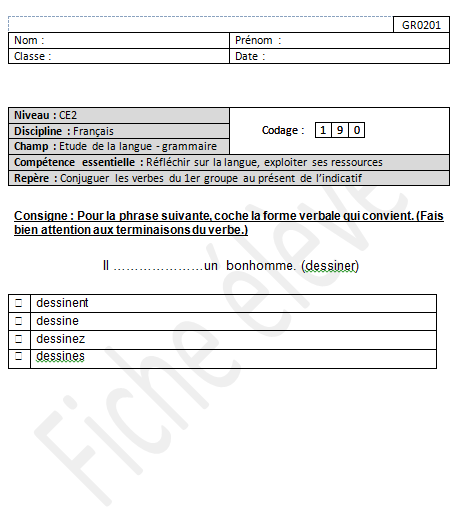 GR0201
Nom : Prénom :
Classe : Date :
Niveau : CE2
Discipline : Français
Codage : 1 9 0
Champ : Etude de la langue - grammaire
Compétence essentielle : Réfléchir sur la langue, exploiter ses ressources
Repère : Conjuguer les verbes du 1er groupe au présent de l'indicatif
Consigne : Pour la phrase suivante, coche la forme verbale qui convient. (Fais
bien attention aux terminaisons du verbe.)
Il …………………un bonhomme. (dessiner)
☐ dessinent
☐ dessine
☐ dessinez
☐ dessines
Fiche élève